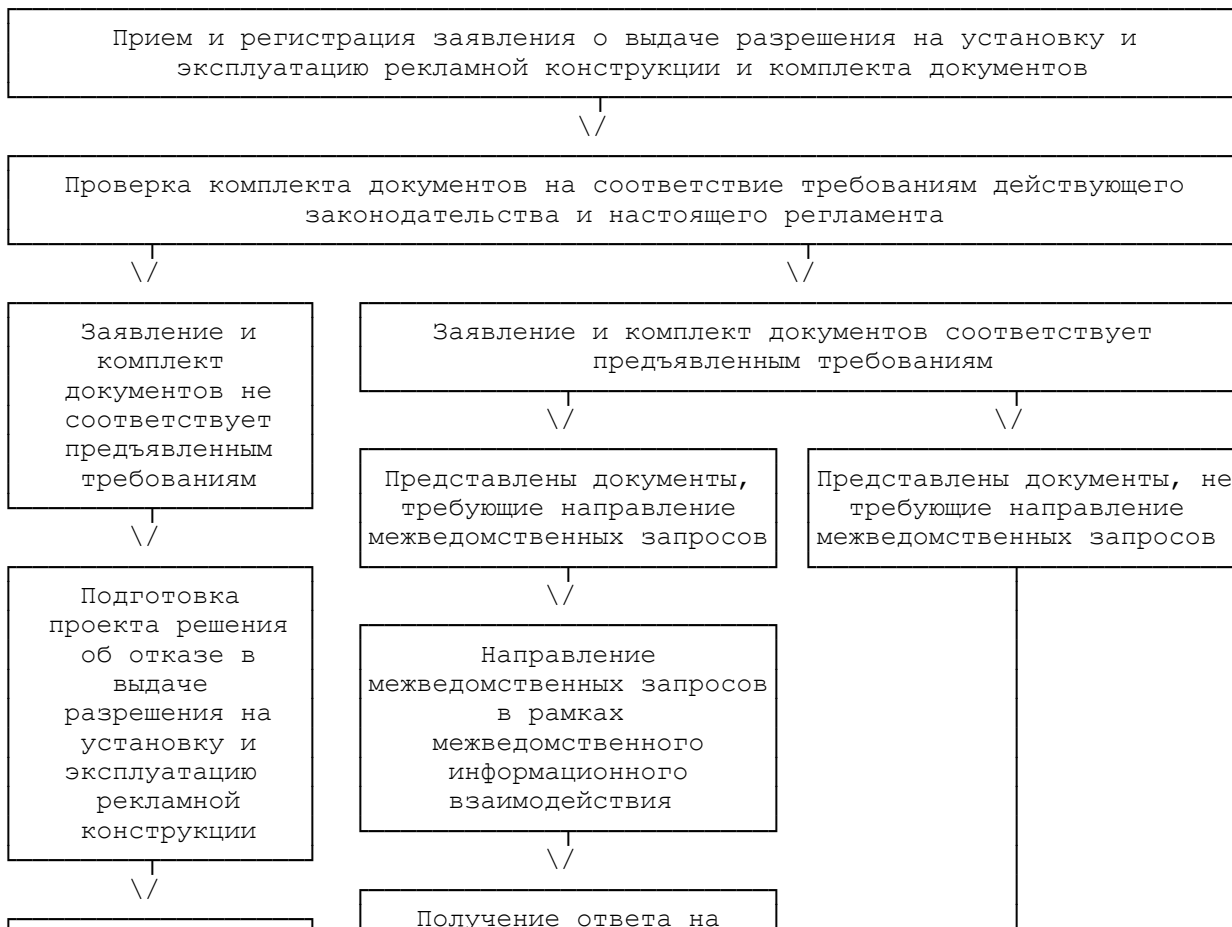 Прием и регистрация заявления о выдаче разрешения на установку и
эксплуатацию рекламной конструкции и комплекта документов
\/
Проверка комплекта документов на соответствие требованиям действующего
законодательства и настоящего регламента
\/
\/
Заявление и
комплект
документов не
соответствует
предъявленным
требованиям
\/
Подготовка
проекта решения
об отказе в
выдаче
разрешения на
установку и
эксплуатацию
рекламной
конструкции
\/
Заявление и комплект документов соответствует
предъявленным требованиям
\/
\/
Представлены документы,
требующие направление
межведомственных запросов
\/
Направление
межведомственных запросов
в рамках
межведомственного
информационного
взаимодействия
\/
Получение ответа на
Представлены документы, не
требующие направление
межведомственных запросов